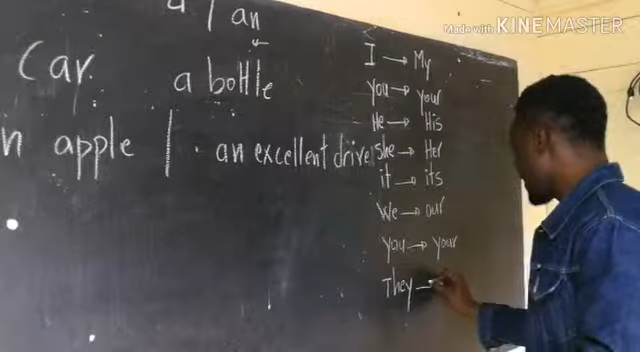 Made with KINEMASTER
a / an
Car.
a bottle
n apple
. an excellent drive
I → My
you → your
He → His
she → Her
it → its
We → our
you → your
They →